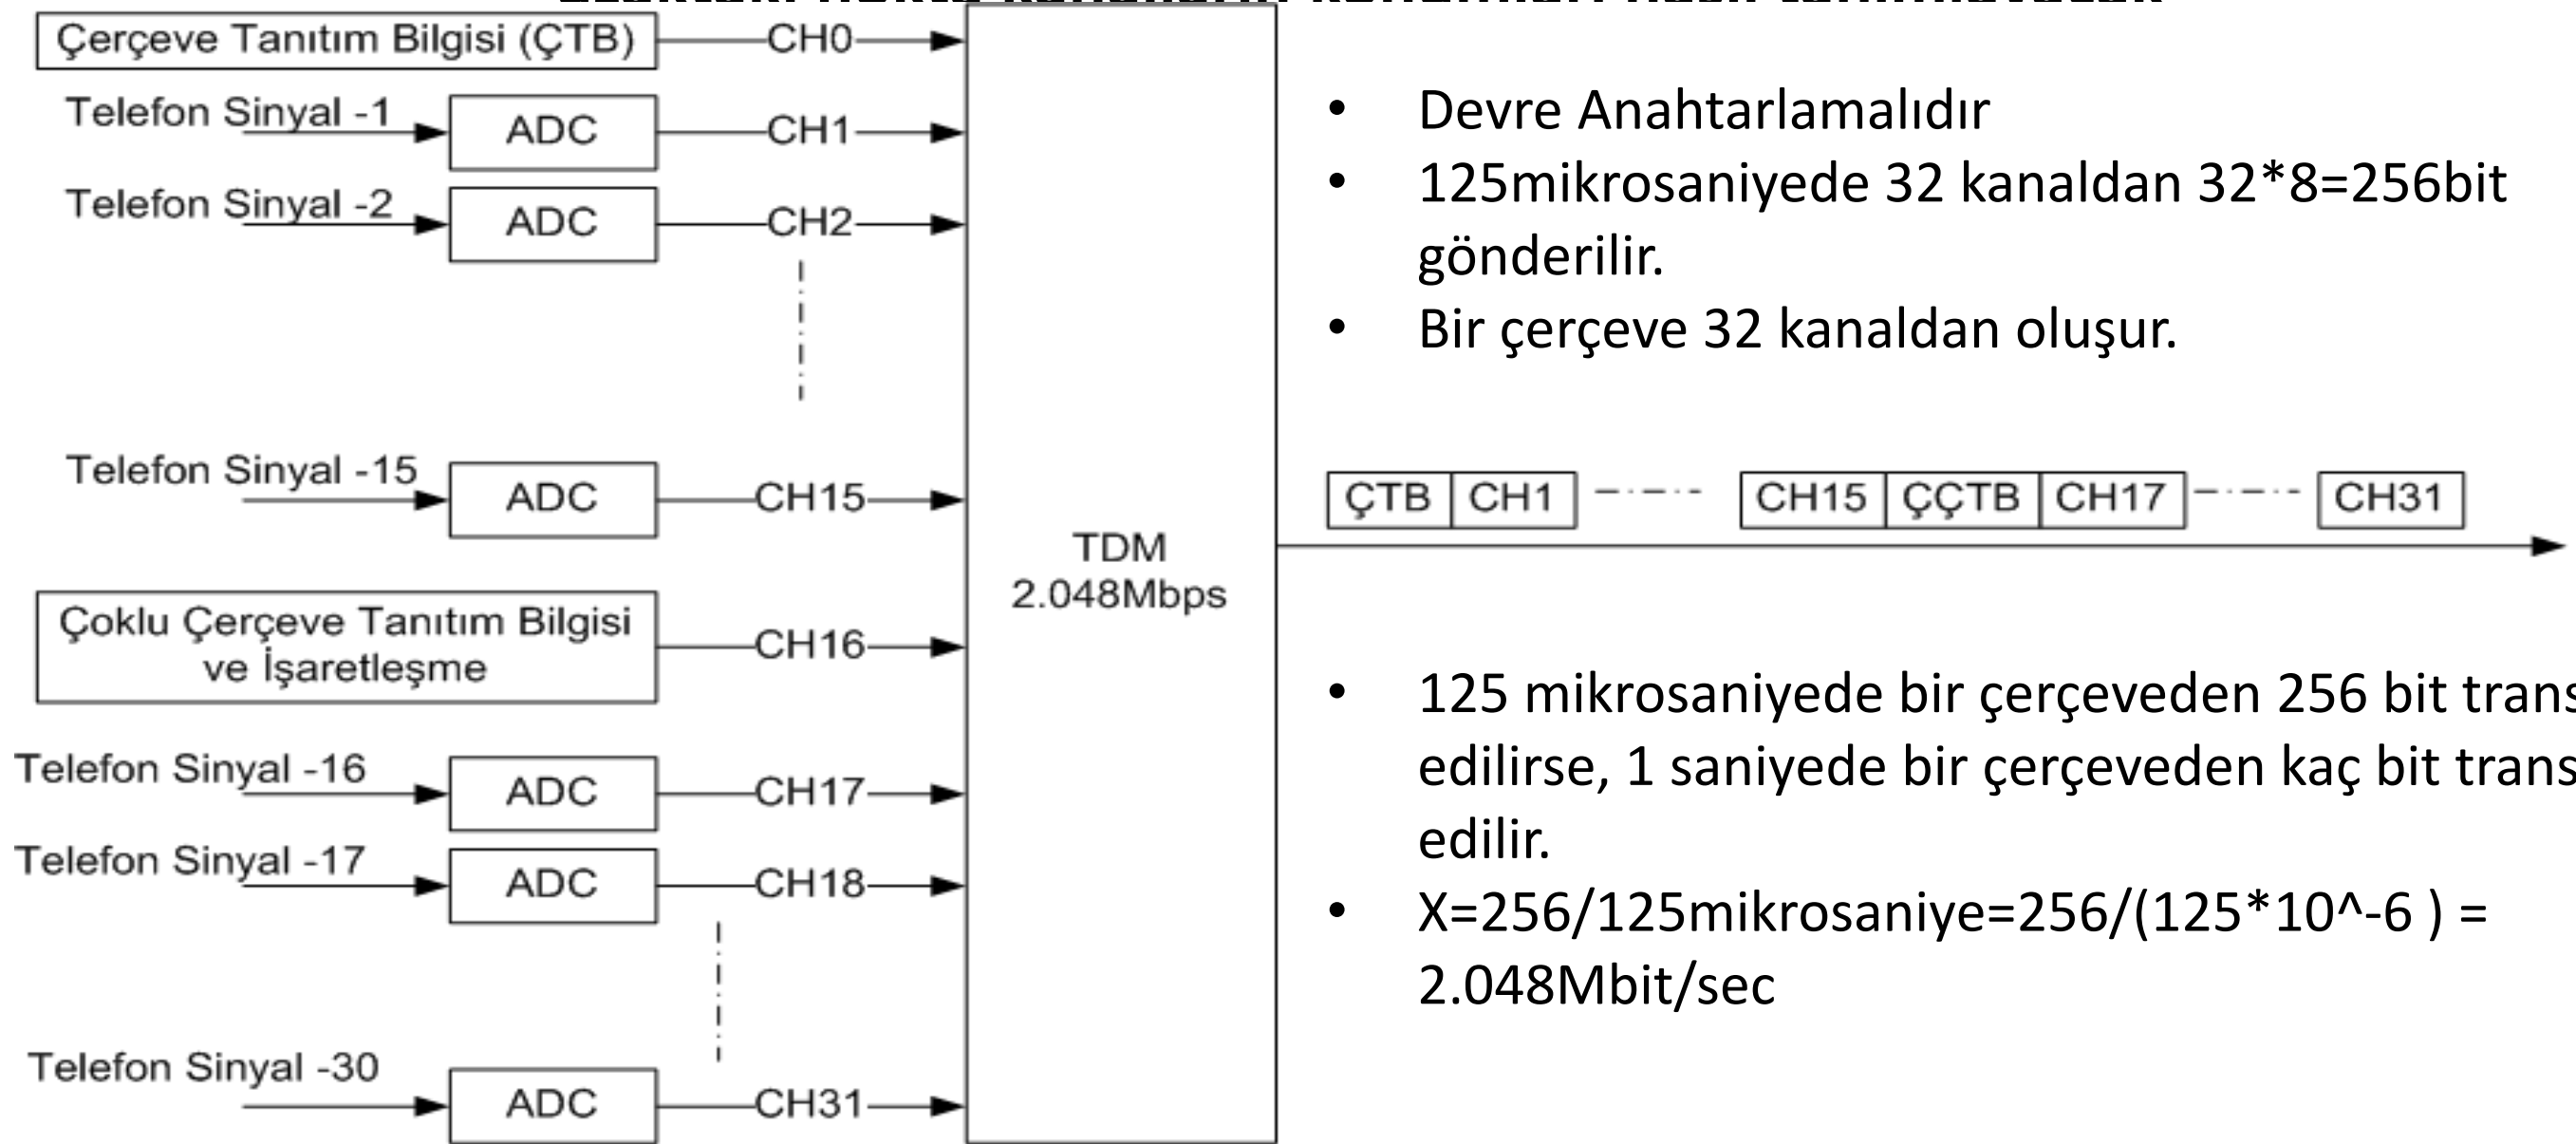 Çerçeve Tanıtım Bilgisi (ÇTB)
CH0
Telefon Sinyal -1
ADC
CH1
Telefon Sinyal -2
ADC
CH2
Telefon Sinyal -15
ADC
CH15
Çoklu Çerçeve Tanıtım Bilgisi
ve İşaretleşme
CH16
Telefon Sinyal -16
ADC
CH17
Telefon Sinyal -17
ADC
CH18
Telefon Sinyal -30
ADC
CH31
TDM
2.048Mbps
• Devre Anahtarlamalıdır
• 125mikrosaniyede 32 kanaldan 32*8=256bit
gönderilir.
• Bir çerçeve 32 kanaldan oluşur.
ÇTB CH1 CH15 ÇÇTB CH17 CH31
• 125 mikrosaniyede bir çerçeveden 256 bit trans
edilirse, 1 saniyede bir çerçeveden kaç bit trans
edilir.
• X=256/125mikrosaniye=256/(125*10^-6 ) =
2.048Mbit/sec